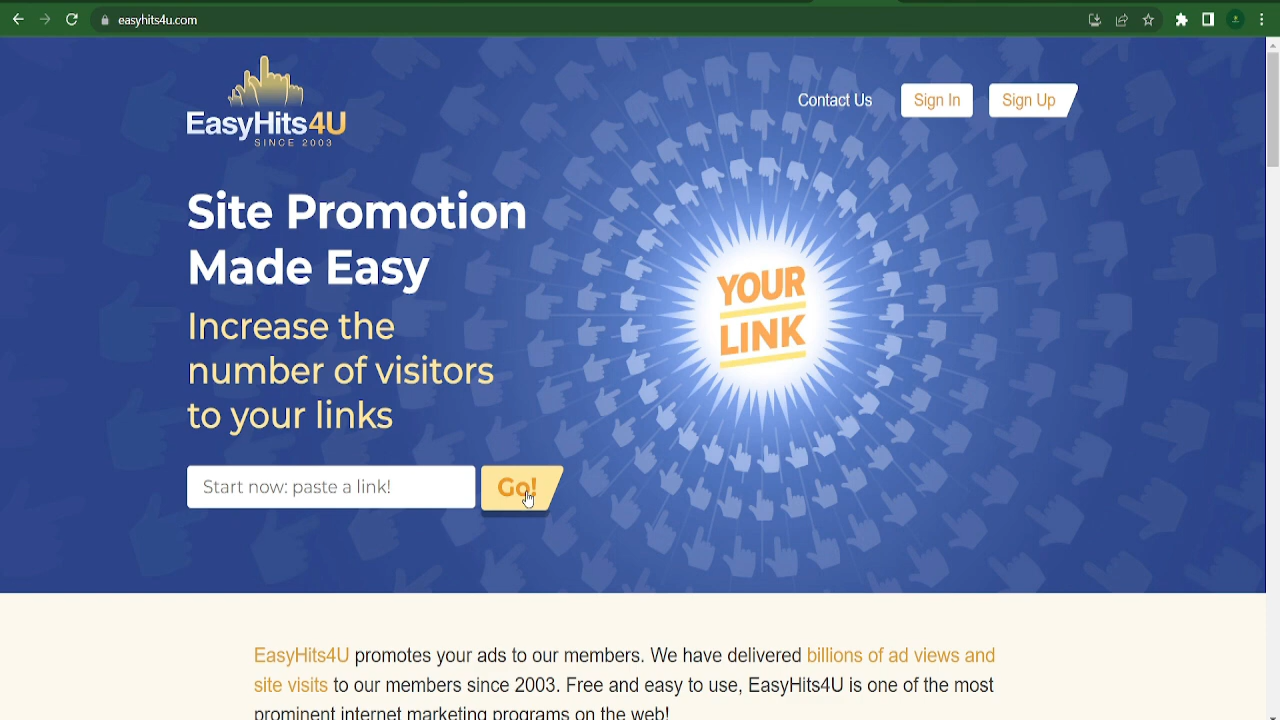 easyhits4u.com
EasyHits4U
SINCE 2003
Contact Us
Sign In
Sign Up
Site Promotion
Made Easy
Increase the
number of visitors
to your links
YOUR
LINK
Start now: paste a link!
Go!
EasyHits4U promotes your ads to our members. We have delivered billions of ad views and
site visits to our members since 2003. Free and easy to use, EasyHits4U is one of the most
prominent internet marketing programs on the web!